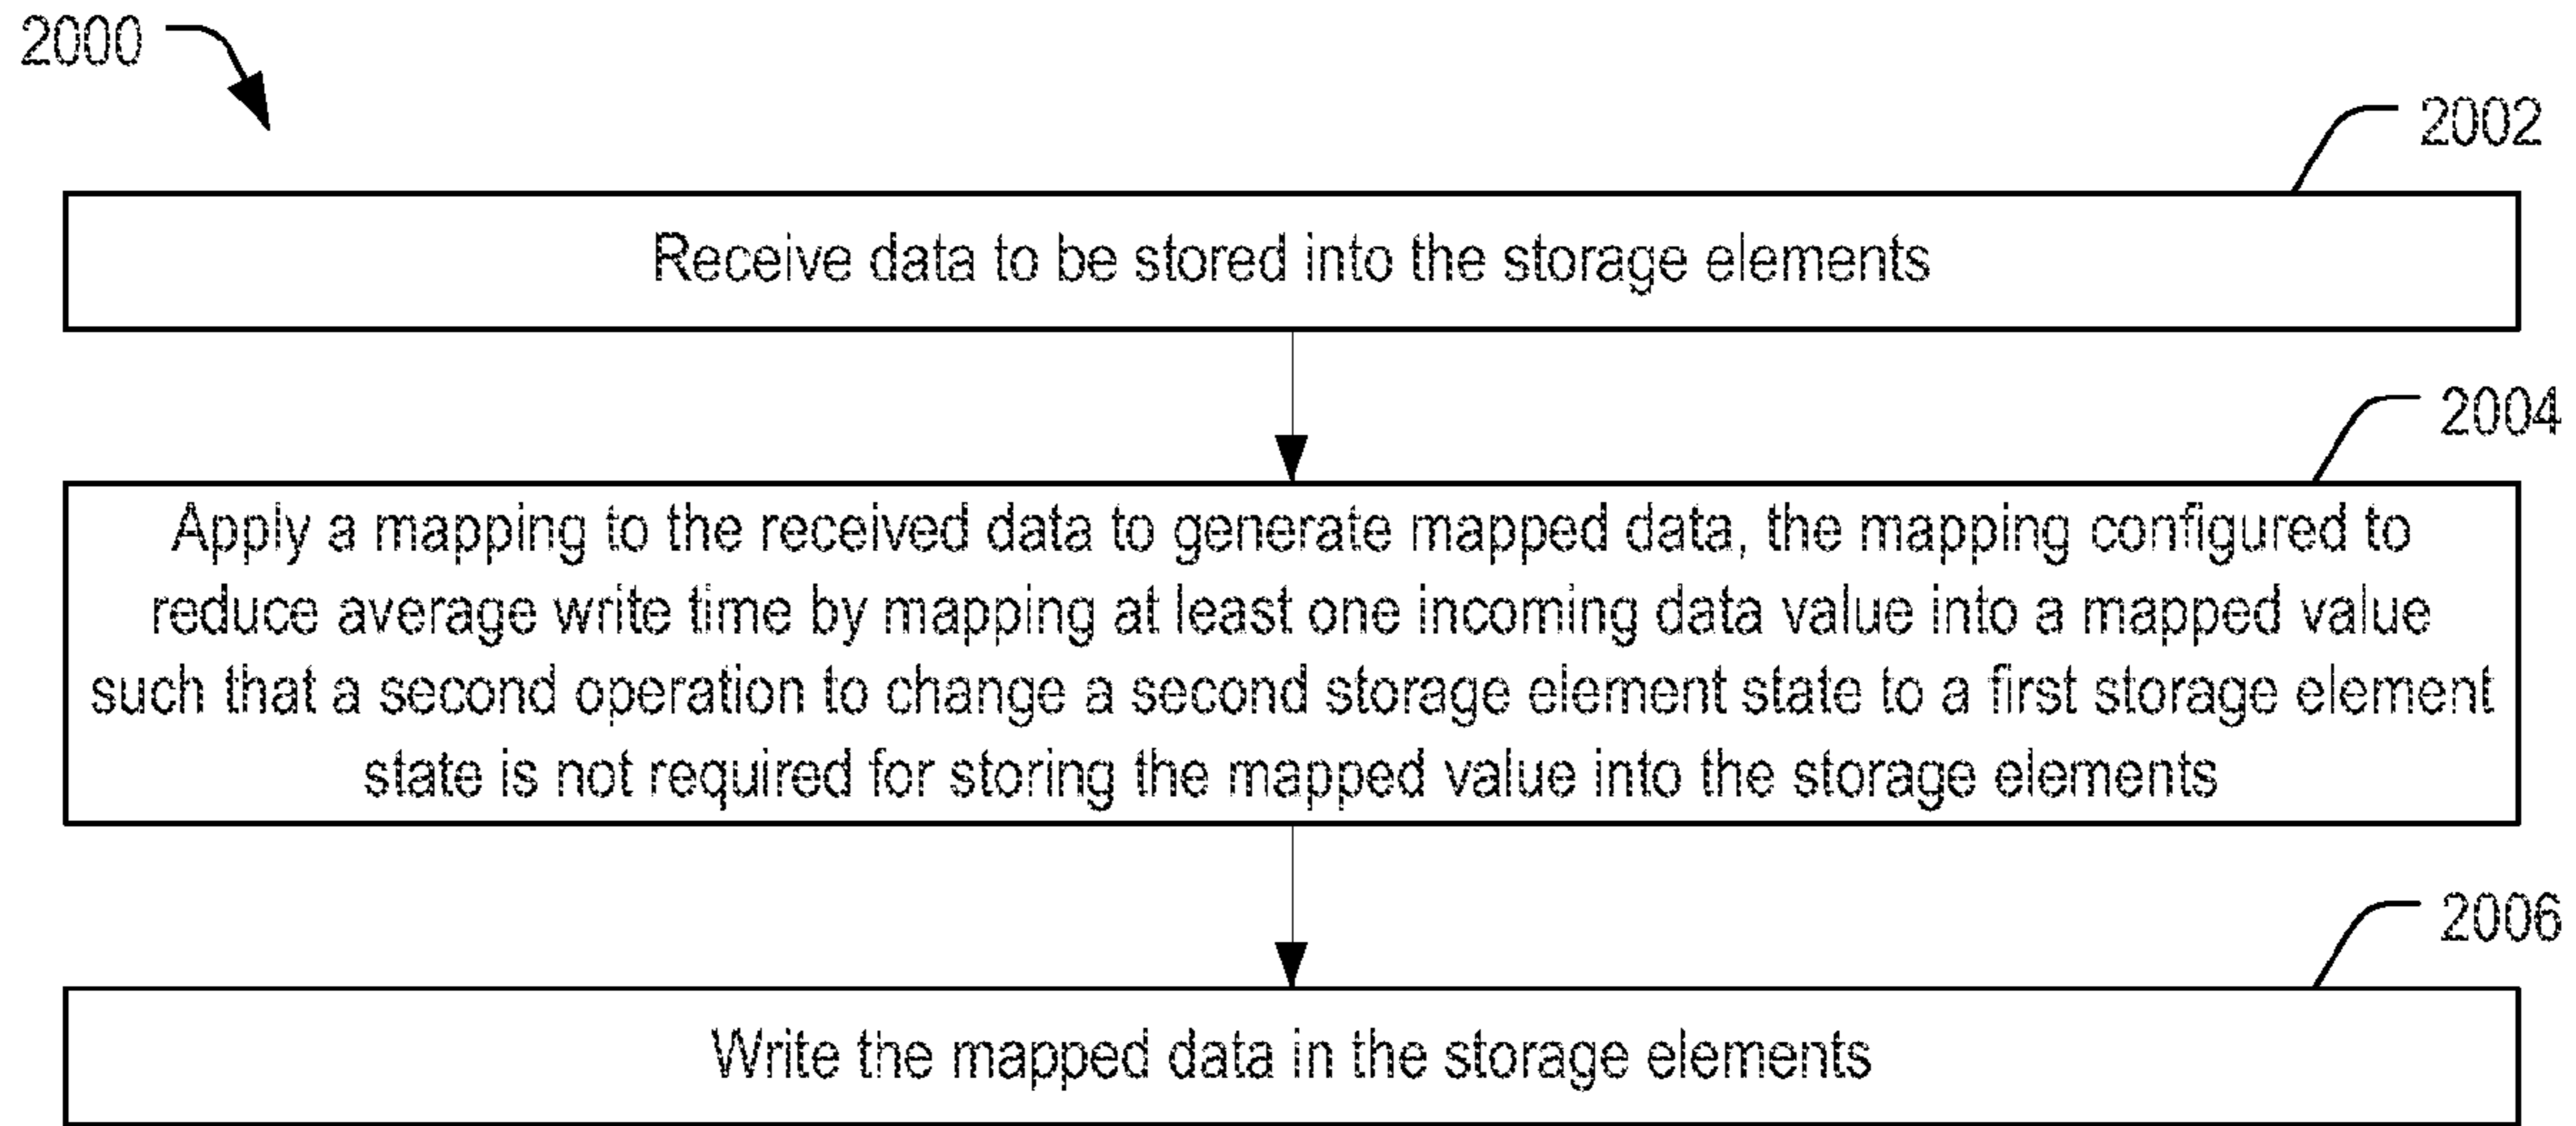 2000
2002
Receive data to be stored into the storage elements
2004
Apply a mapping to the received data to generate mapped data, the mapping configured to
reduce average write time by mapping at least one incoming data value into a mapped value
such that a second operation to change a second storage element state to a first storage element
state is not required for storing the mapped value into the storage elements
2006
Write the mapped data in the storage elements